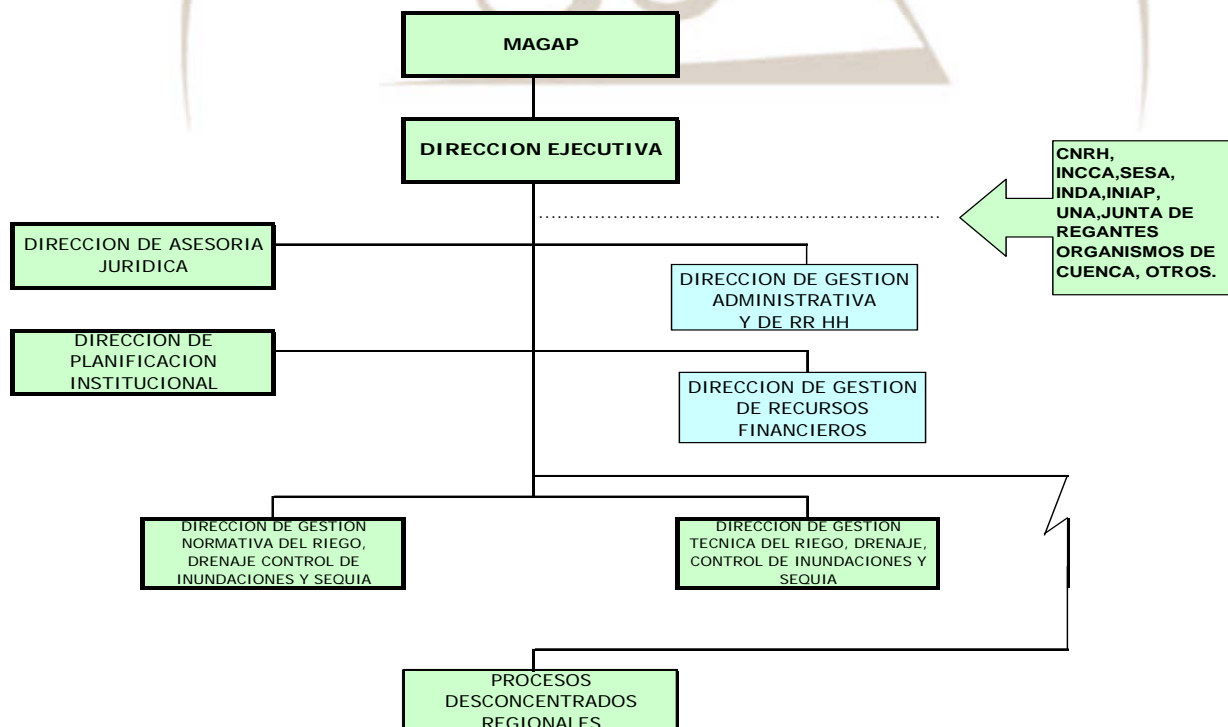 MAGAP
DIRECCION EJECUTIVA
CNRH,
INCCA,SESA,
INDA,INIAP,
UNA,JUNTA DE
REGANTES
ORGANISMOS DE
CUENCA, OTROS.
DIRECCION DE ASESORIA
JURIDICA
DIRECCION DE GESTION
ADMINISTRATIVA
Y DE RR HH
DIRECCION DE
PLANIFICACION
INSTITUCIONAL
DIRECCION DE GESTION
DE RECURSOS
FINANCIEROS
DIRECCION DE GESTION
NORMATIVA DEL RIEGO,
DRENAJE CONTROL DE
INUNDACIONES Y SEQUIA
DIRECCION DE GESTION
TECNICA DEL RIEGO, DRENAJE,
CONTROL DE INUNDACIONES Y
SEQUIA
PROCESOS
DESCONCENTRADOS
REGIONALES